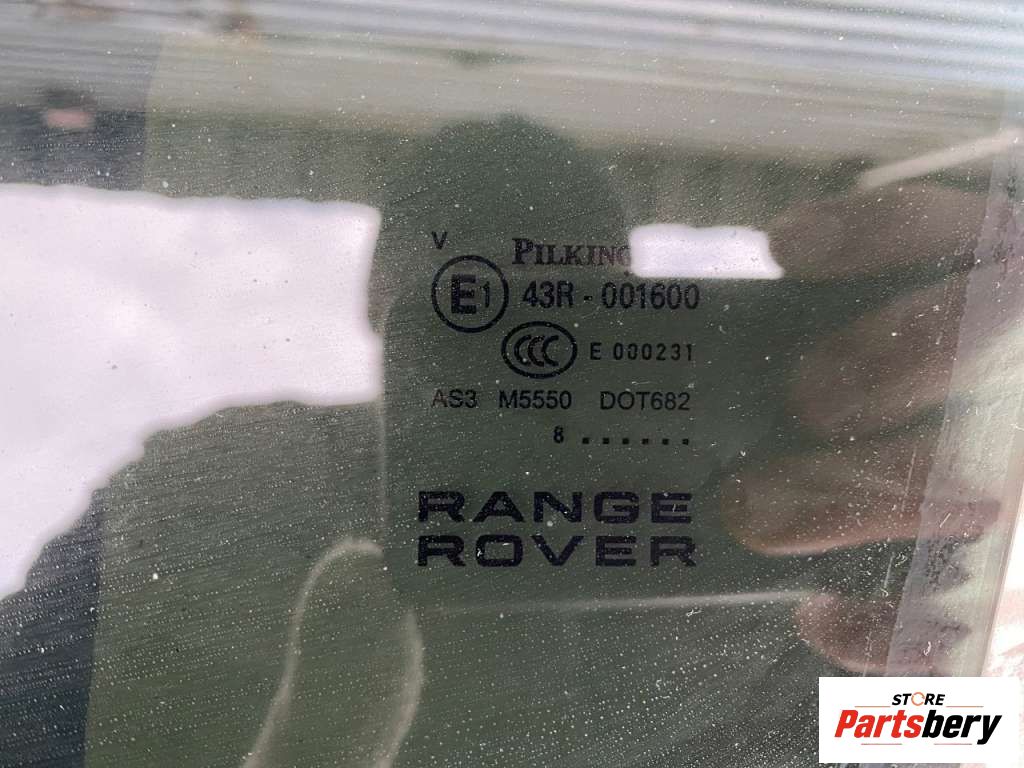 V PILKING
E1 43R - 001600
CCC E 000231
AS3 M5550 DOT682
8 ......
RANGE
ROVER
STORE
Partsbery